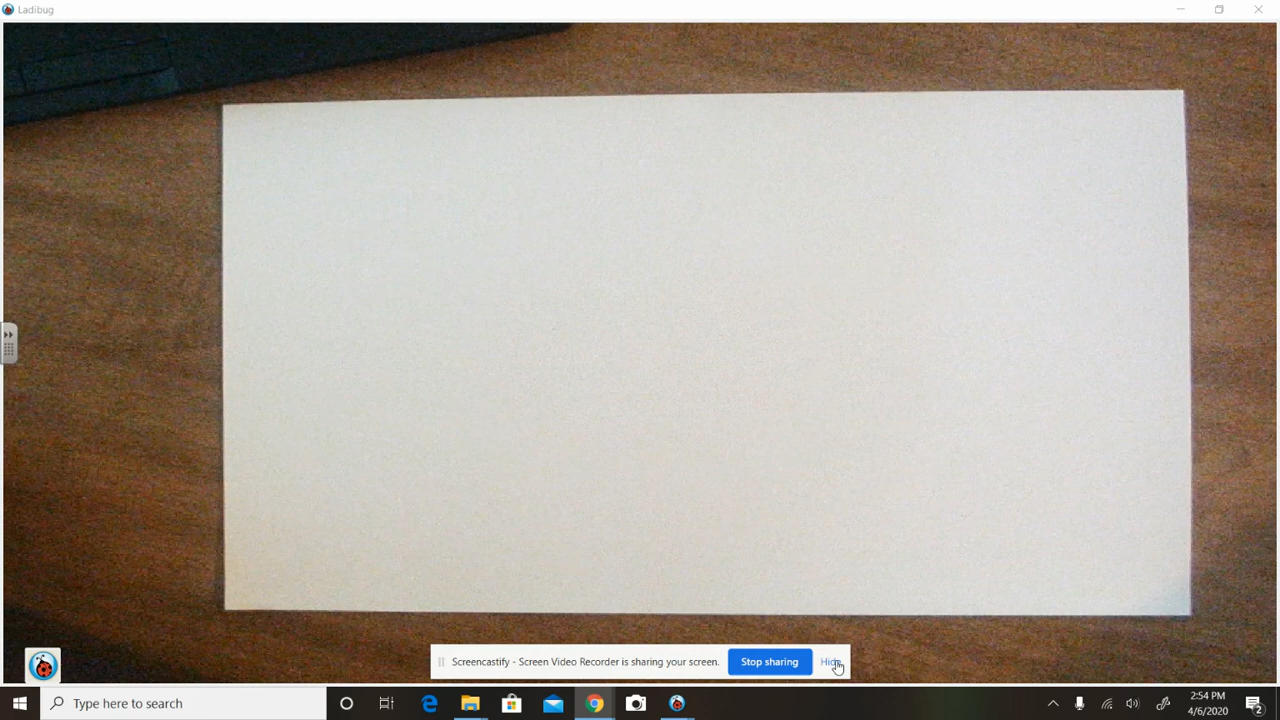 Ladibug
Screencastify - Screen Video Recorder is sharing your screen.
Stop sharing
Hide
Type here to search
2:54 PM
4/6/2020
2